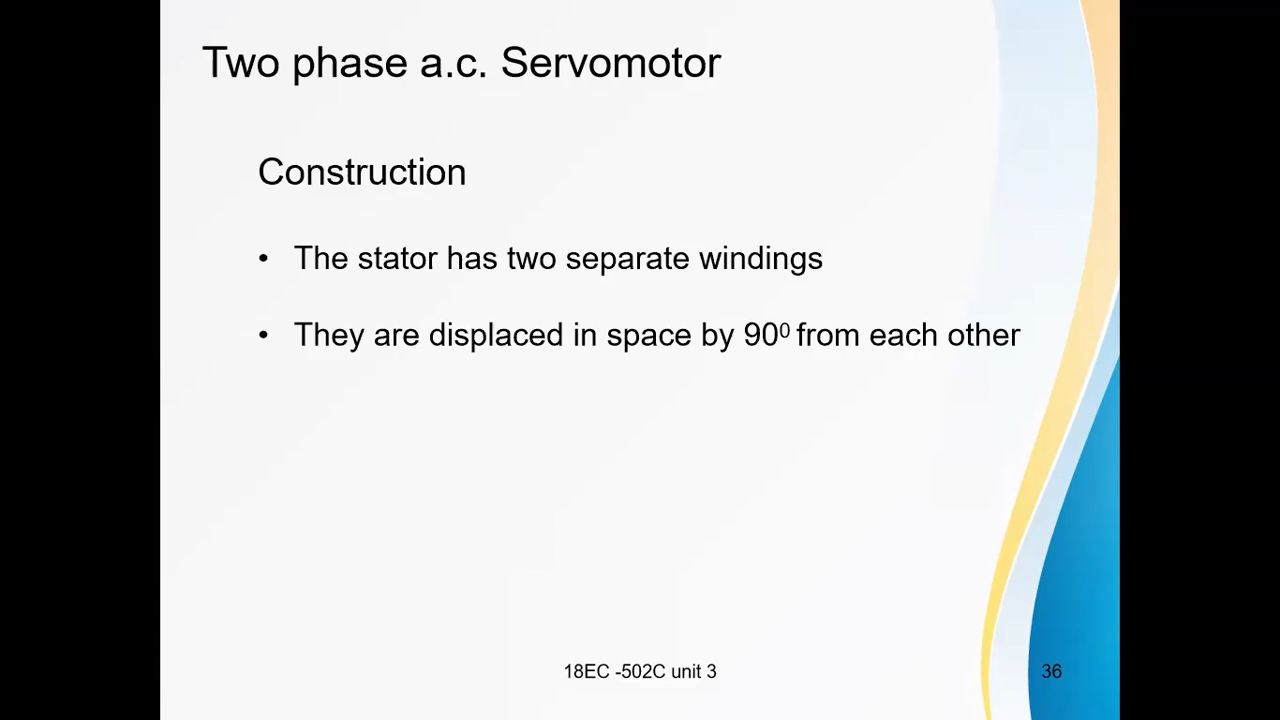 Two phase a.c. Servomotor
Construction
• The stator has two separate windings
• They are displaced in space by 90⁰ from each other
18EC -502C unit 3
36